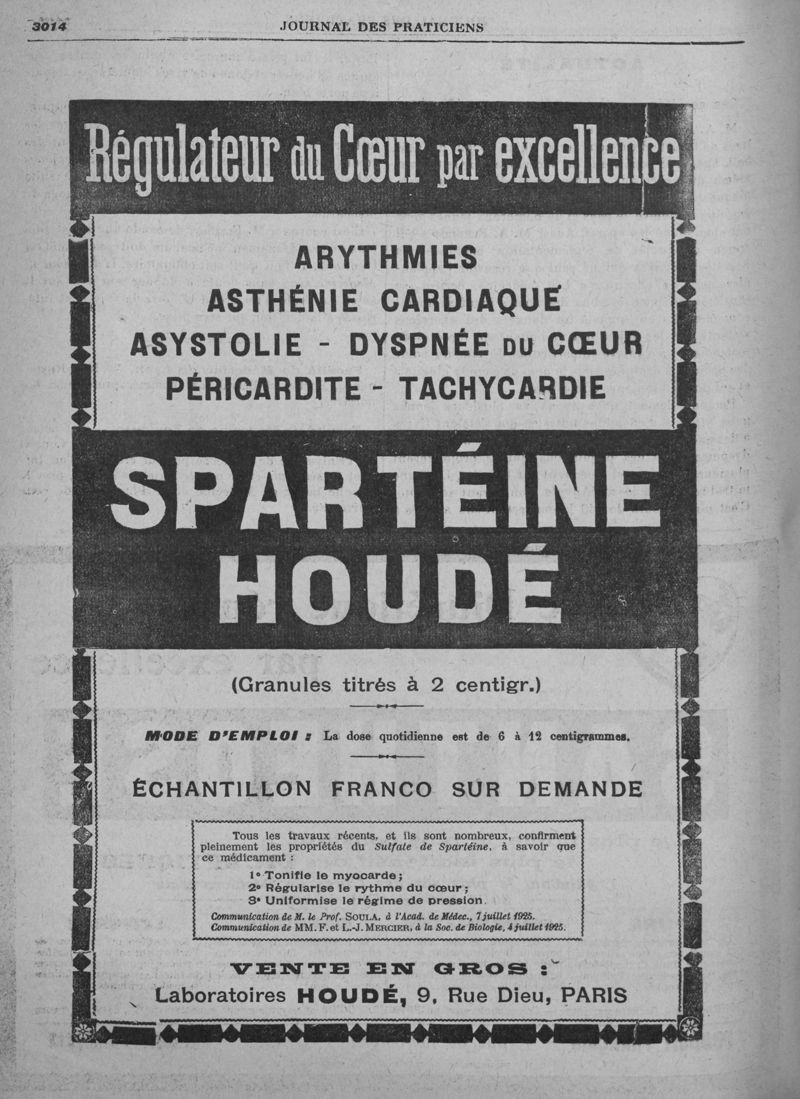 3014
JOURNAL DES PRATICIENS
Régulateur du Cœur par excellence
ARYTHMIES
ASTHÉNIE CARDIAQUE
ASYSTOLIE - DYSPNÉE DU CŒUR
PÉRICARDITE - TACHYCARDIE
SPARTÉINE
HOUDÉ
(Granules titrés à 2 centigr.)
MODE D'EMPLOI : La dose quotidienne est de 6 à 12 centigrammes.
ÉCHANTILLON FRANCO SUR DEMANDE
Tous les travaux récents, et ils sont nombreux, confirment
pleinement les propriétés du Sulfate de Spartéine, à savoir que
ce médicament :
1° Tonifie le myocarde ;
2° Régularise le rythme du cœur ;
3° Uniformise le régime de pression.
Communication de M. le Prof. SOULA, à l'Acad. de Médec., 7 juillet 1925.
Communication de MM. F. et L.-J. MERCIER, à la Soc. de Biologie, 4 juillet 1925.
VENTE EN GROS :
Laboratoires HOUDÉ, 9, Rue Dieu, PARIS